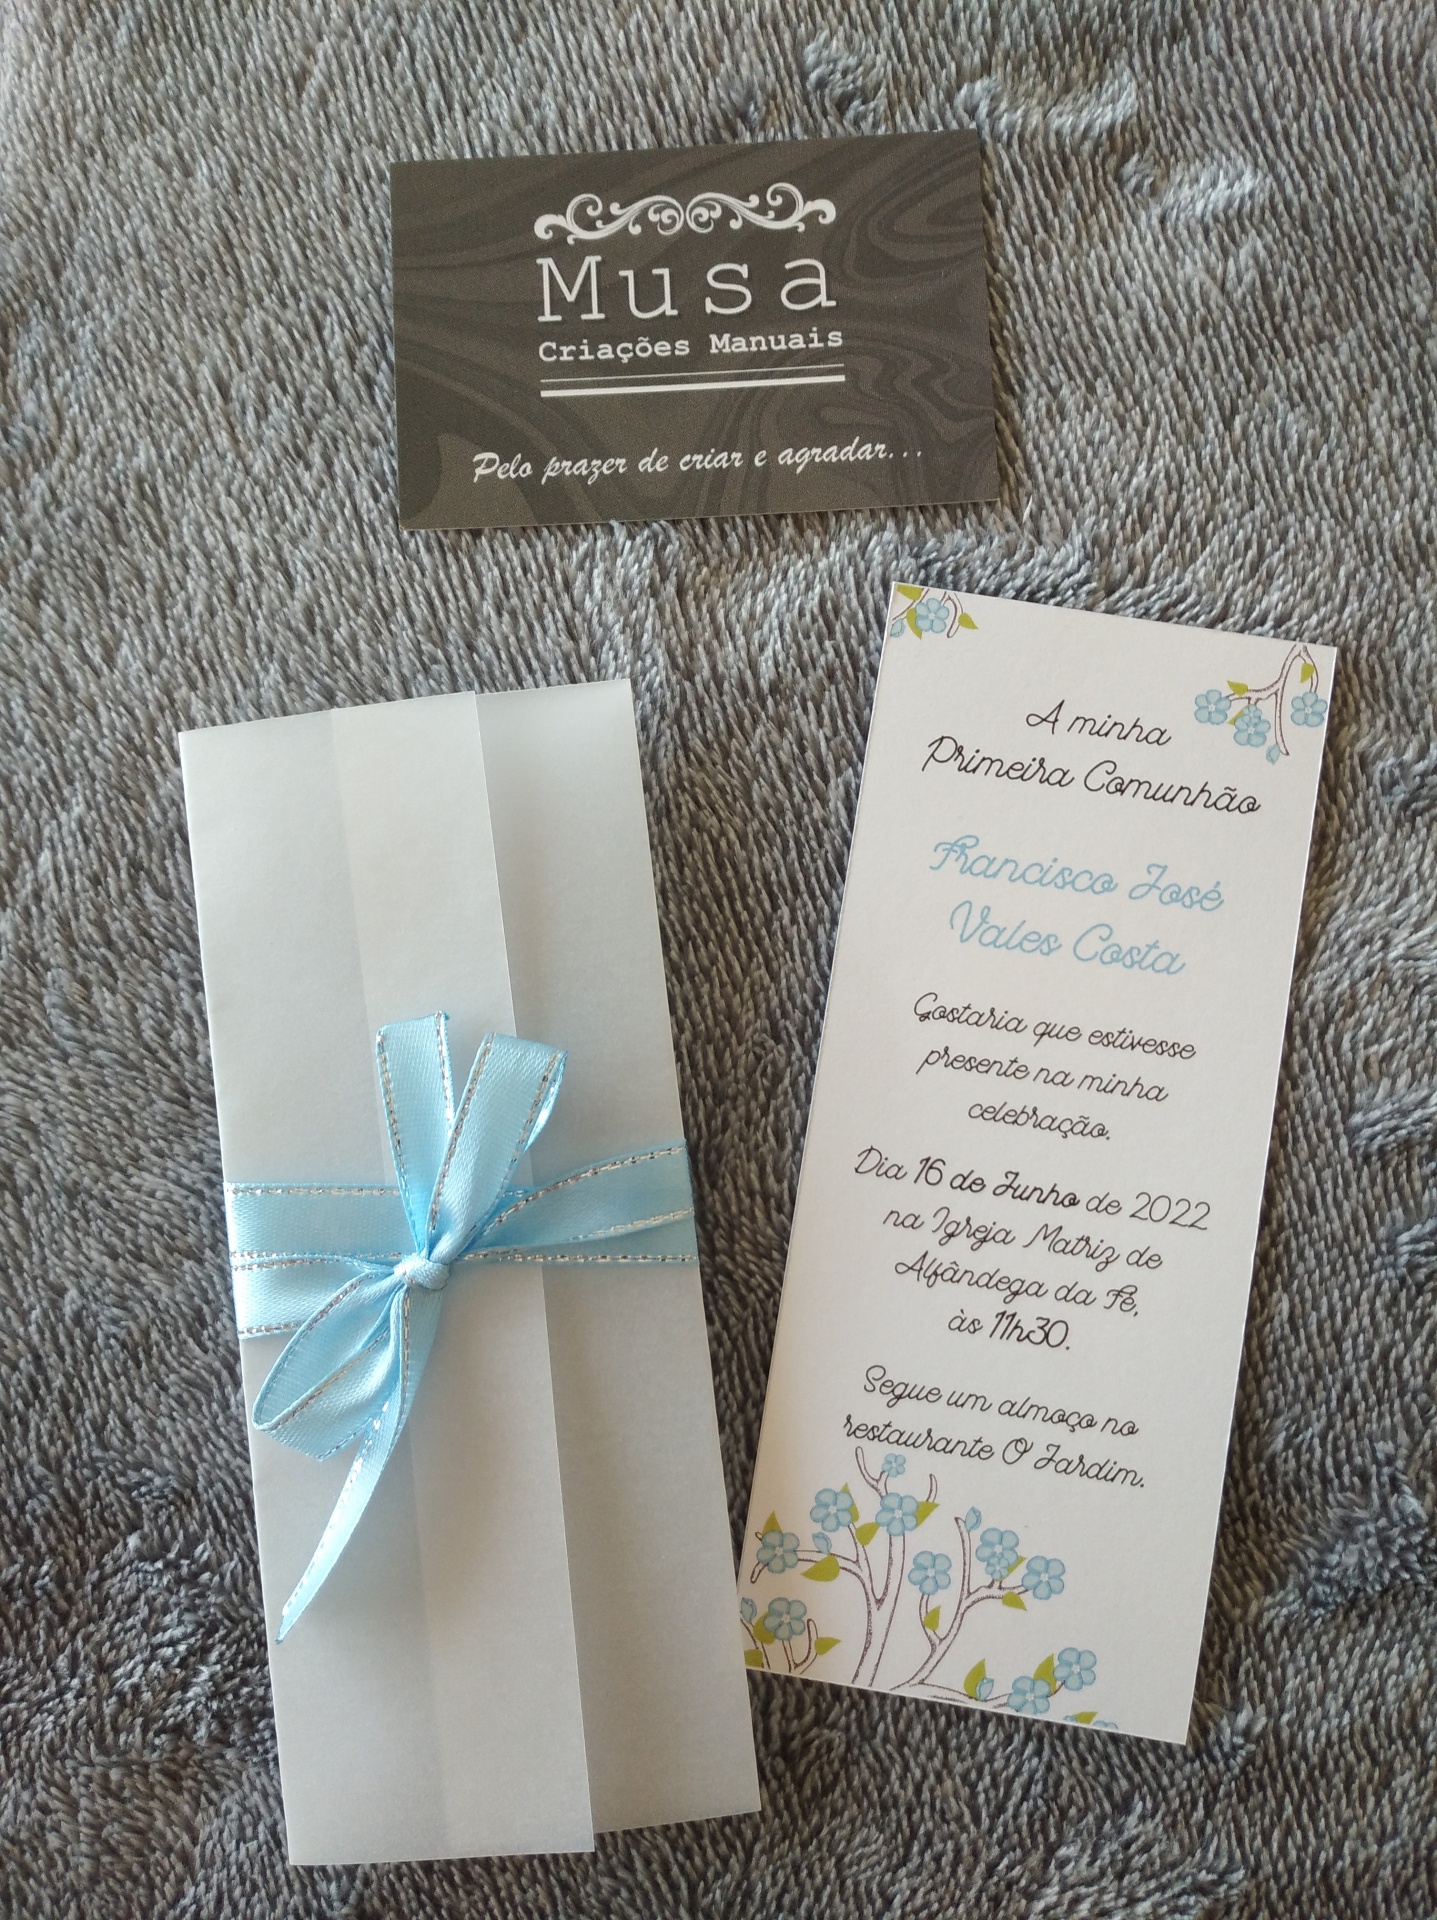 Musa
Criações Manuais
Pelo prazer de criar e agradar...
A minha
Primeira Comunhão
Francisco José
Vales Costa
Gostaria que estivesse
presente na minha
celebração.
Dia 16 de Junho de 2022
na Igreja Matriz de
Alfândega da Fé,
às 11h30.
Segue um almoço no
restaurante O' Jardim.